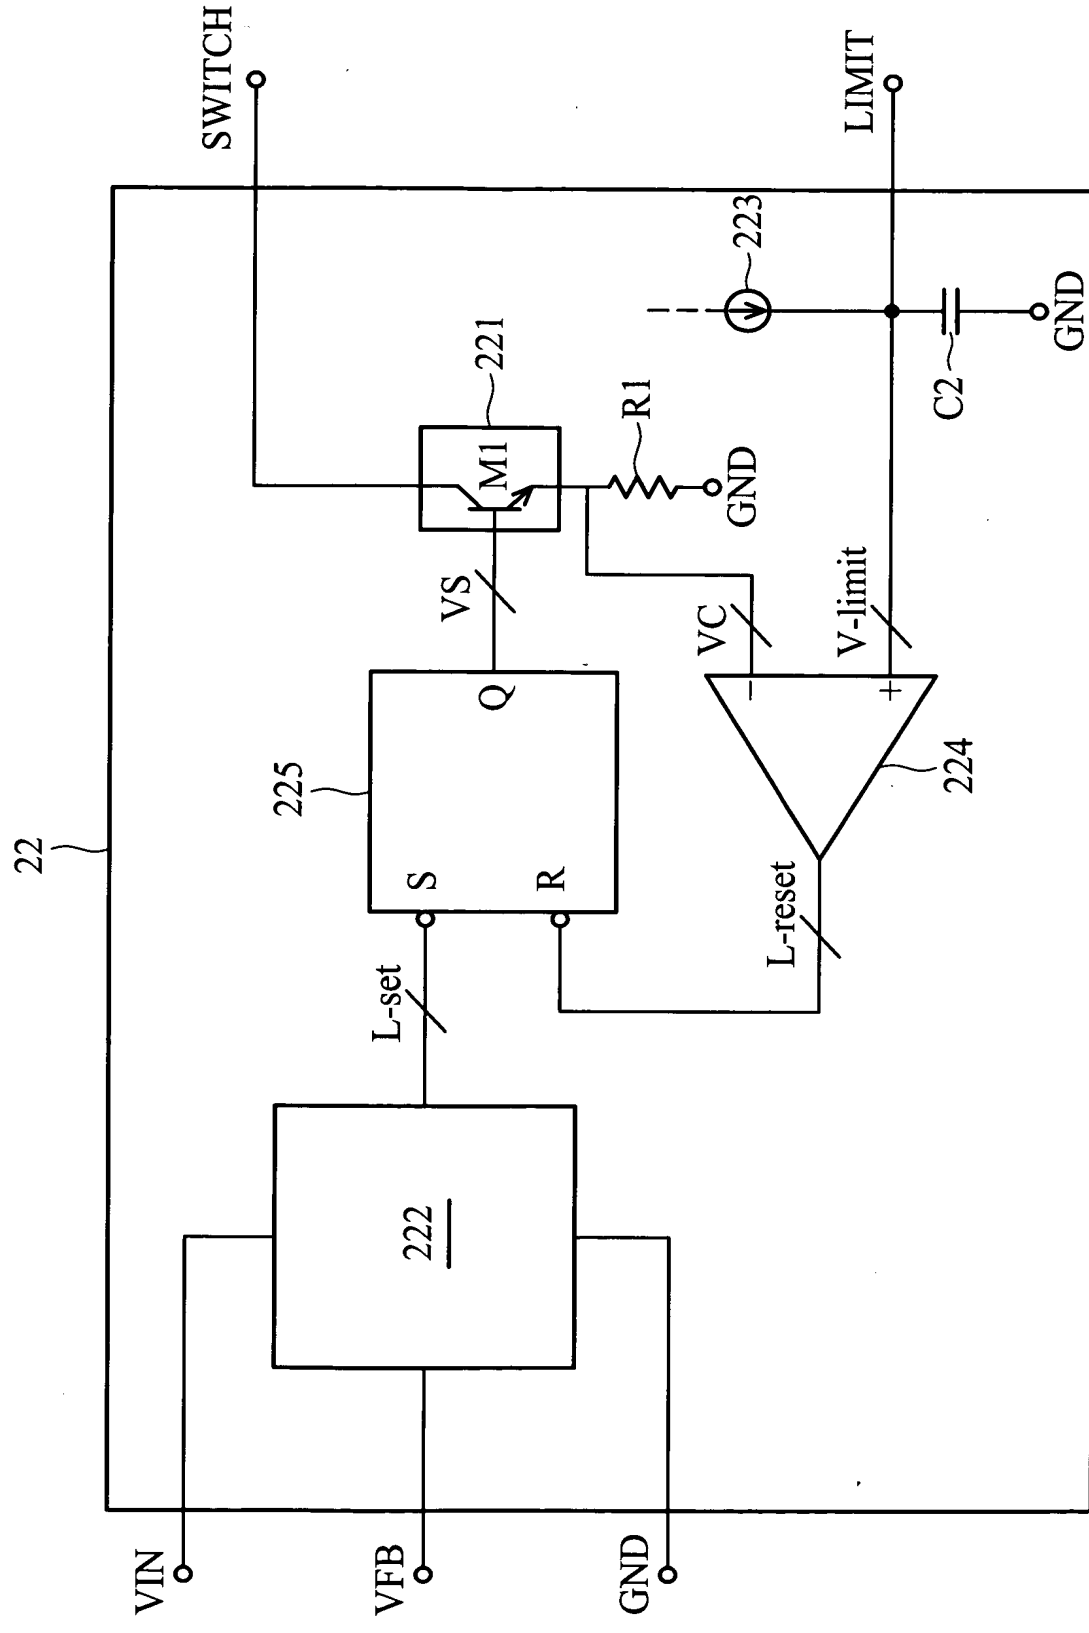 22
SWITCH
VIN
VFB
GND
222
L-set
225
S
R
Q
VS
221
M1
R1
GND
223
LIMIT
VC
V-limit
-
+
224
L-reset
C2
GND